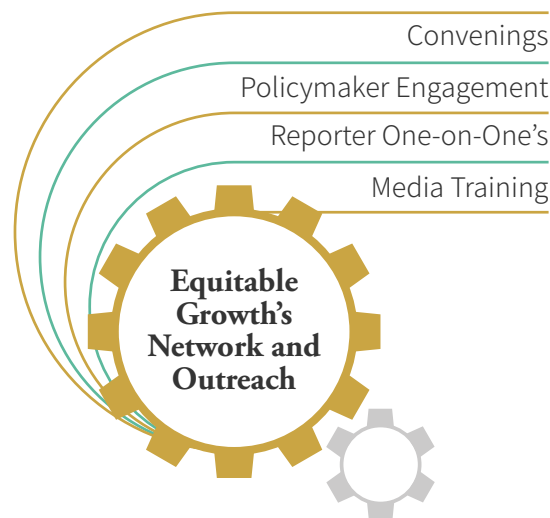 Convenings
Policymaker Engagement
Reporter One-on-One’s
Media Training
Equitable
Growth’s
Network and
Outreach